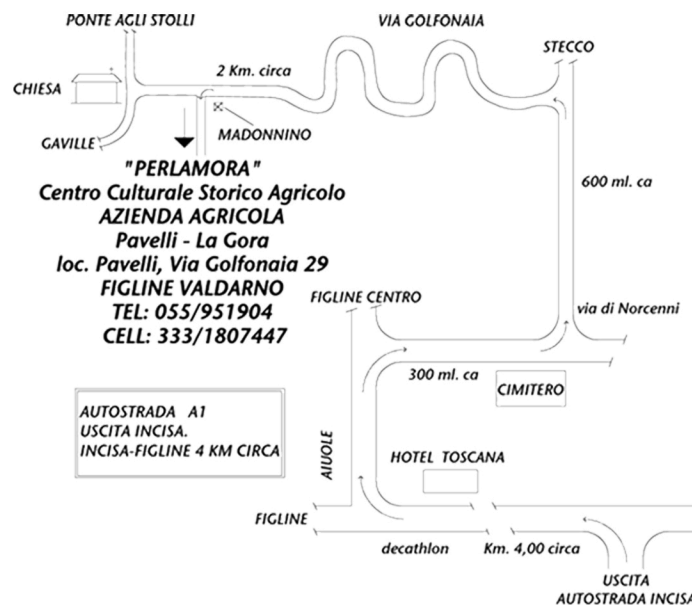 PONTE AGLI STOLLI
VIA GOLFONAIA
STECCO
2 Km. circa
CHIESA
MADONNINO
GAVILLE
"PERLAMORA"
Centro Culturale Storico Agricolo
AZIENDA AGRICOLA
Pavelli - La Gora
loc. Pavelli, Via Golfonaia 29
FIGLINE VALDARNO
TEL: 055/951904
CELL: 333/1807447
600 ml. ca
FIGLINE CENTRO
via di Norcenni
300 ml. ca
CIMITERO
AUTOSTRADA A1
USCITA INCISA.
INCISA-FIGLINE 4 KM CIRCA
AIUOLE
HOTEL TOSCANA
FIGLINE
decathlon
Km. 4,00 circa
USCITA
AUTOSTRADA INCISA